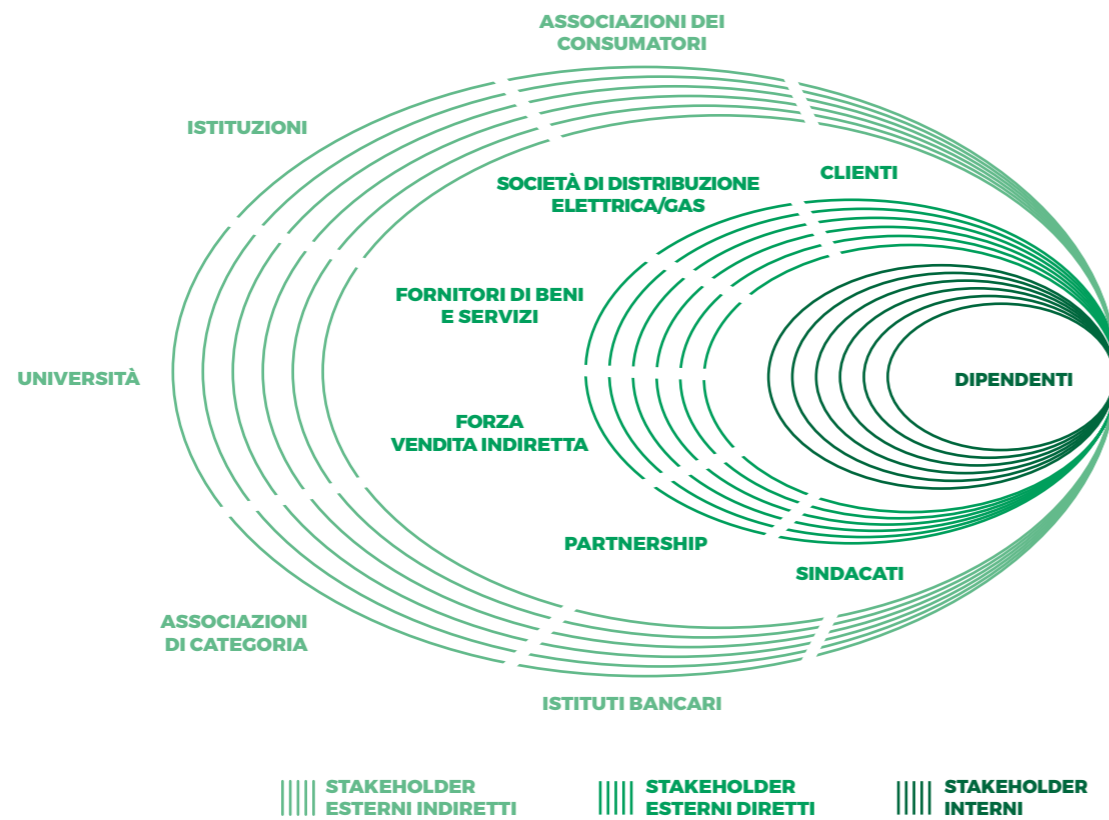 ASSOCIAZIONI DEI
CONSUMATORI
ISTITUZIONI
CLIENTI
SOCIETÀ DI DISTRIBUZIONE
ELETTRICA/GAS
FORNITORI DI BENI
E SERVIZI
UNIVERSITÀ
DIPENDENTI
FORZA
VENDITA INDIRETTA
PARTNERSHIP
SINDACATI
ASSOCIAZIONI
DI CATEGORIA
ISTITUTI BANCARI
STAKEHOLDER
ESTERNI INDIRETTI
STAKEHOLDER
ESTERNI DIRETTI
STAKEHOLDER
INTERNI